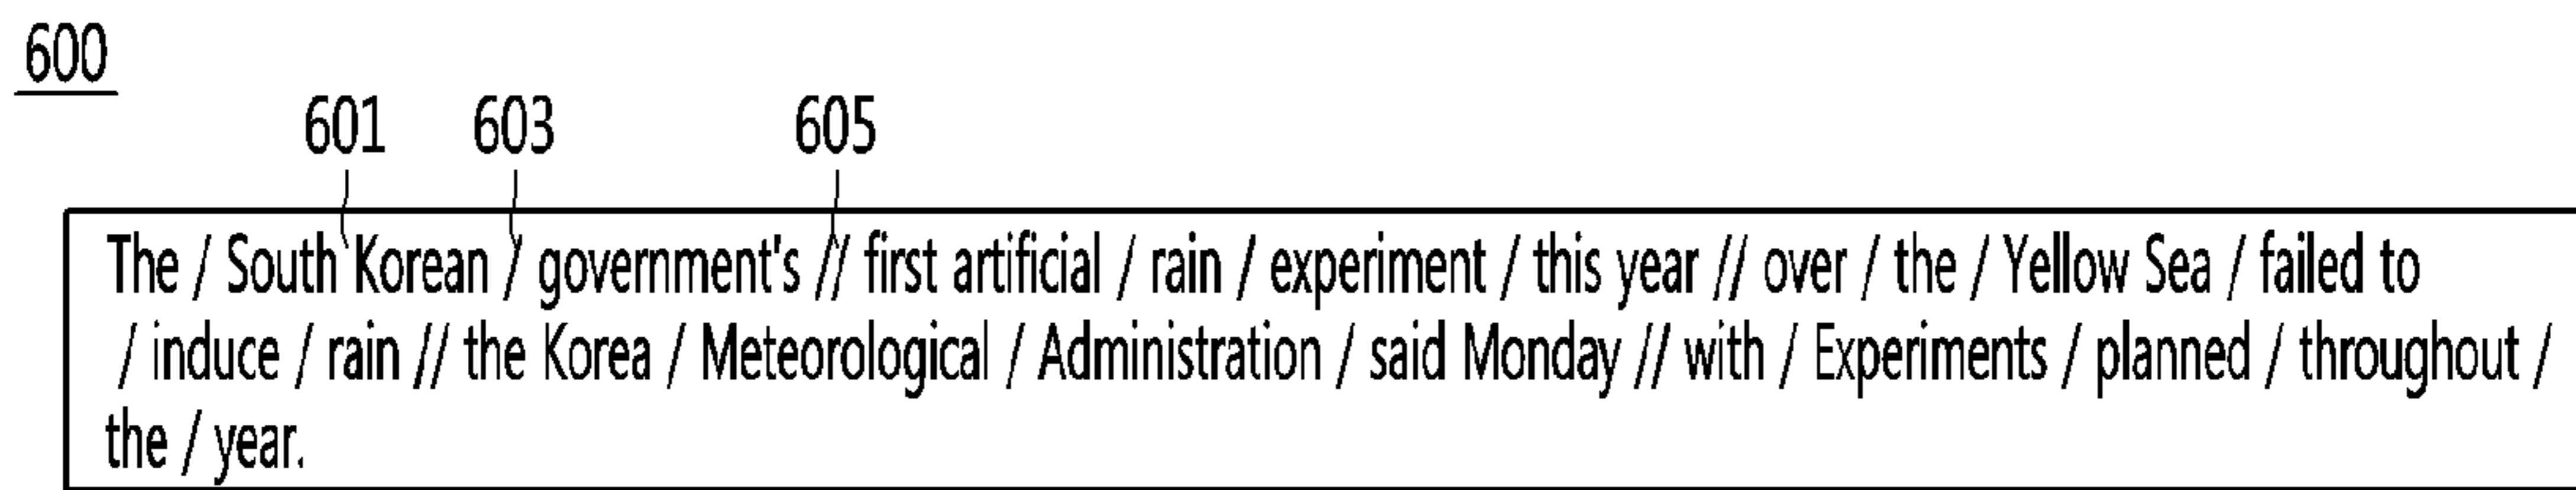 600
601 603 605
The / South Korean / government's // first artificial / rain / experiment / this year // over / the / Yellow Sea / failed to
/ induce / rain // the Korea / Meteorological / Administration / said Monday // with / Experiments / planned / throughout /
the / year.